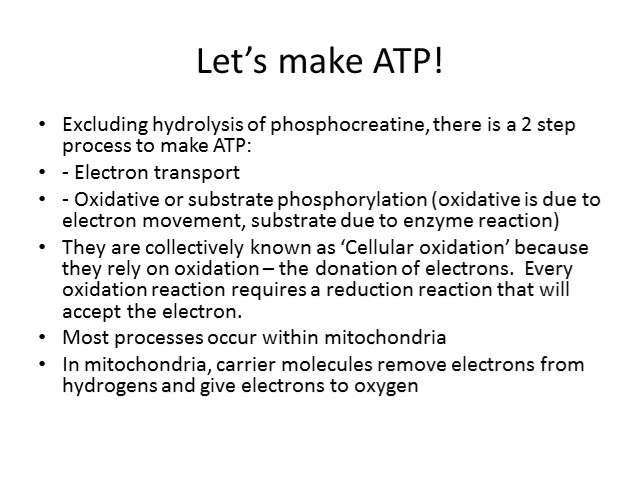 Let’s make ATP!
• Excluding hydrolysis of phosphocreatine, there is a 2 step
process to make ATP:
• - Electron transport
• - Oxidative or substrate phosphorylation (oxidative is due to
electron movement, substrate due to enzyme reaction)
• They are collectively known as ‘Cellular oxidation’ because
they rely on oxidation – the donation of electrons.  Every
oxidation reaction requires a reduction reaction that will
accept the electron.
• Most processes occur within mitochondria
• In mitochondria, carrier molecules remove electrons from
hydrogens and give electrons to oxygen